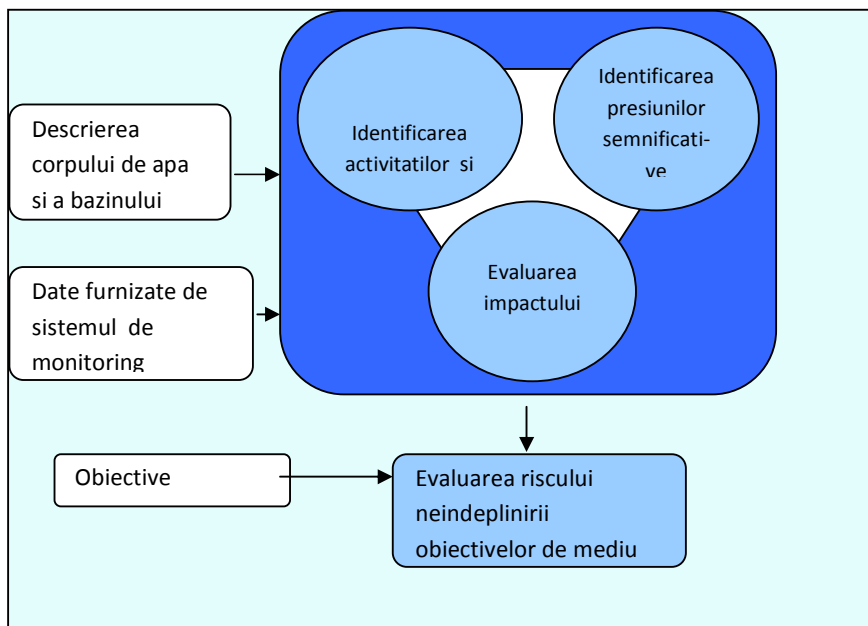 Descrierea
corpului de apa
si a bazinului
Date furnizate de
sistemul de
monitoring
Identificarea
activitatilor si
Identificarea
presiunilor
semnificati-
ve
Evaluarea
impactului
Obiective
Evaluarea riscului
neindeplinirii
obiectivelor de mediu